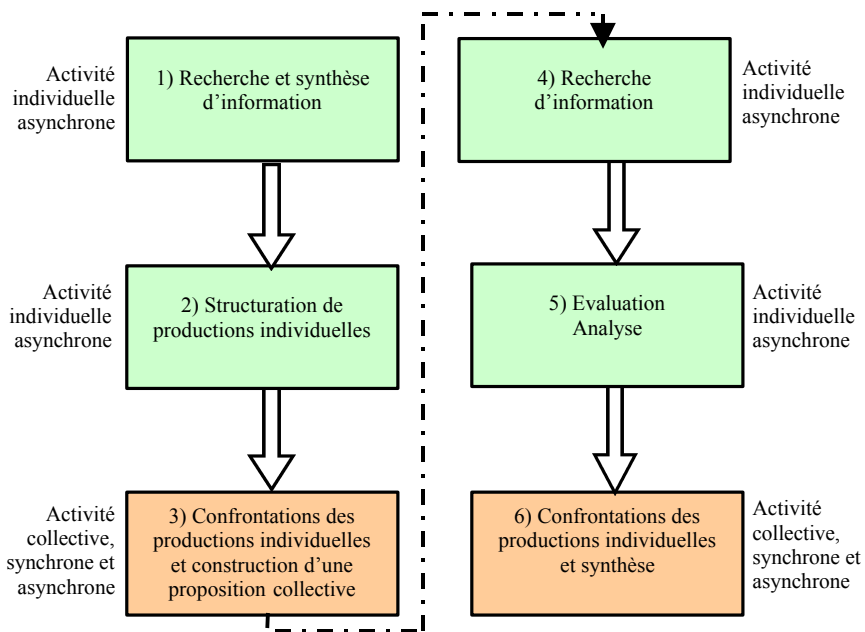 Activité
individuelle
asynchrone
1) Recherche et synthèse
d’information
Activité
individuelle
asynchrone
2) Structuration de
productions individuelles
Activité
collective,
synchrone et
asynchrone
3) Confrontations des
productions individuelles
et construction d’une
proposition collective
4) Recherche
d’information
Activité
individuelle
asynchrone
5) Evaluation
Analyse
Activité
individuelle
asynchrone
6) Confrontations des
productions individuelles
et synthèse
Activité
collective,
synchrone et
asynchrone